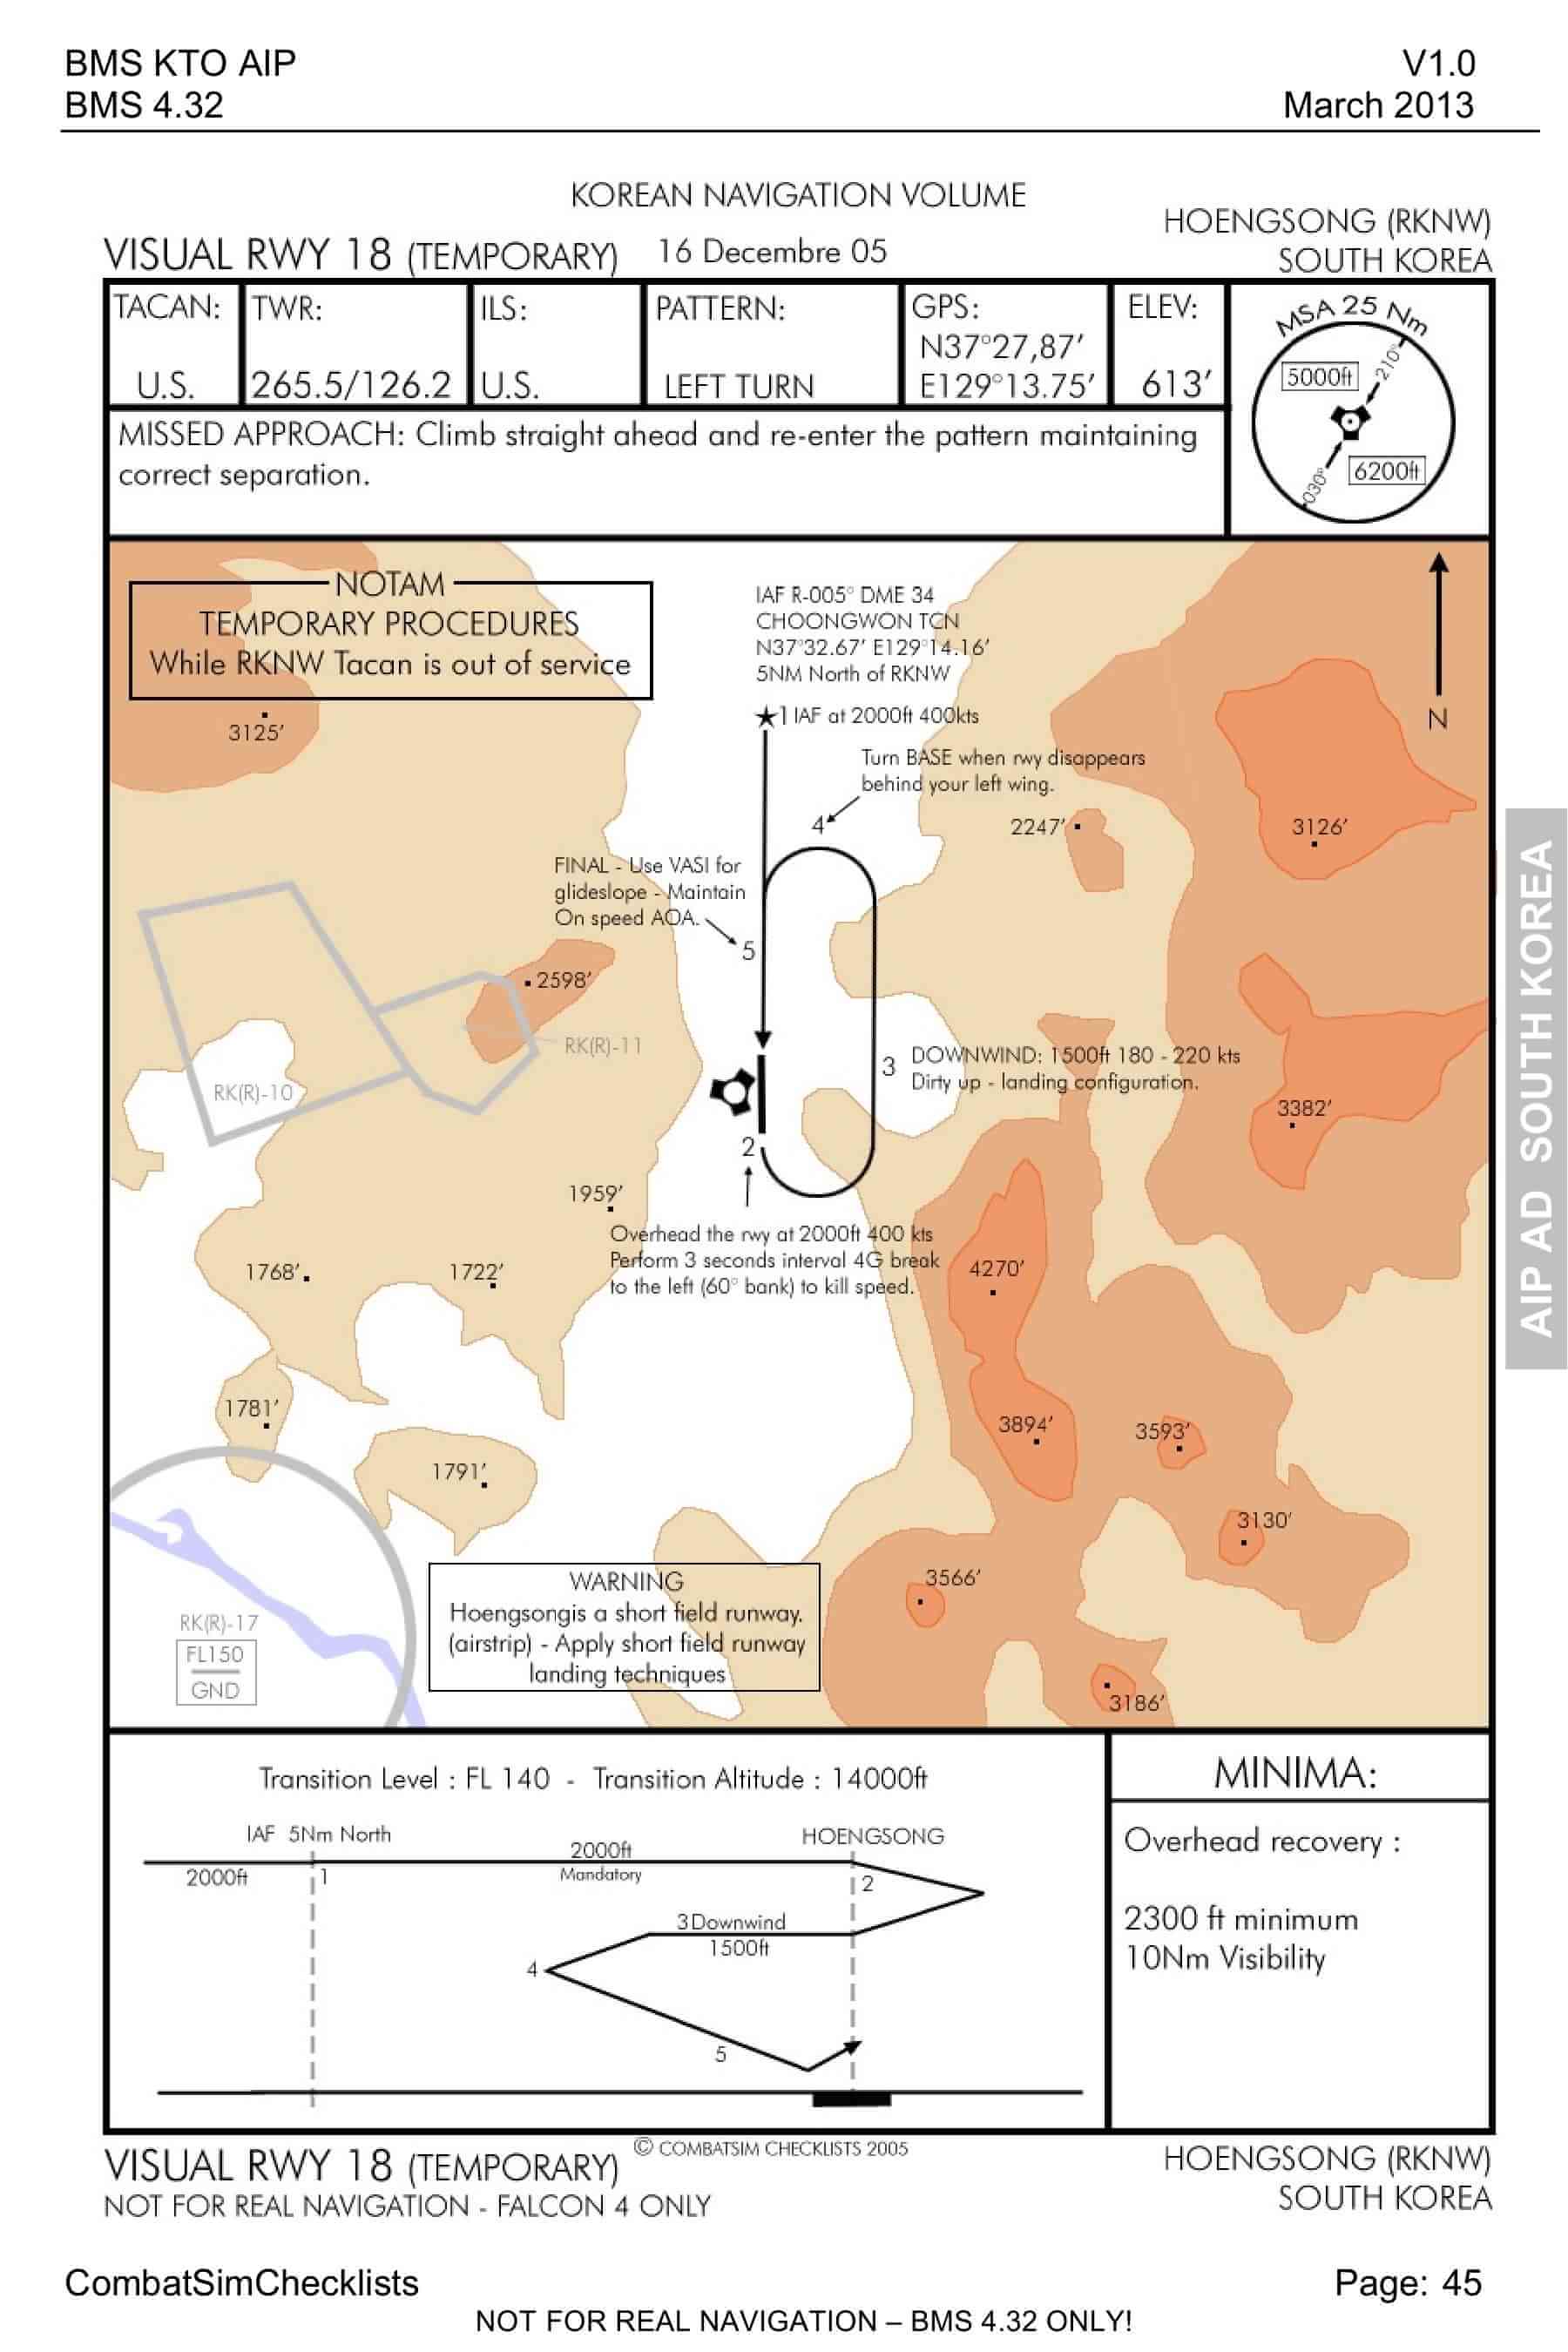 BMS KTO AIP
V1.0
BMS 4.32
March 2013
KOREAN NAVIGATION VOLUME
HOENGSONG (RKNW)
SOUTH KOREA
VISUAL RWY 18 (TEMPORARY)
16 Decembre 05
TACAN:
U.S.
TWR:
265.5/126.2
ILS:
U.S.
PATTERN:
LEFT TURN
GPS:
N37°27,87'
E129°13.75'
ELEV:
613'
MSA 25 Nm
5000ft
210°
030°
6200ft
MISSED APPROACH: Climb straight ahead and re-enter the pattern maintaining
correct separation.
NOTAM
TEMPORARY PROCEDURES
While RKNW Tacan is out of service
IAF R-005° DME 34
CHOONGWON TCN
N37°32.67' E129°14.16'
5NM North of RKNW
1 IAF at 2000ft 400kts
N
3125'
Turn BASE when rwy disappears
behind your left wing.
4
2247'
3126'
FINAL - Use VASI for
glideslope - Maintain
On speed AOA.
5
2598'
RK(R)-11
RK(R)-10
3
DOWNWIND: 1500ft 180 - 220 kts
Dirty up - landing configuration.
3382'
2
1959'
Overhead the rwy at 2000ft 400 kts
Perform 3 seconds interval 4G break
to the left (60° bank) to kill speed.
1768'
1722'
4270'
1781'
3894'
3593'
1791'
3130'
3566'
WARNING
Hoengsongis a short field runway.
(airstrip) - Apply short field runway
landing techniques
RK(R)-17
FL150
GND
3186'
AIP AD SOUTH KOREA
Transition Level : FL 140 - Transition Altitude : 14000ft
IAF 5Nm North
HOENGSONG
2000ft
2000ft
Mandatory
1
2
3 Downwind
1500ft
4
5
MINIMA:
Overhead recovery :
2300 ft minimum
10Nm Visibility
© COMBATSIM CHECKLISTS 2005
VISUAL RWY 18 (TEMPORARY)
NOT FOR REAL NAVIGATION - FALCON 4 ONLY
HOENGSONG (RKNW)
SOUTH KOREA
CombatSimChecklists
Page: 45
NOT FOR REAL NAVIGATION – BMS 4.32 ONLY!